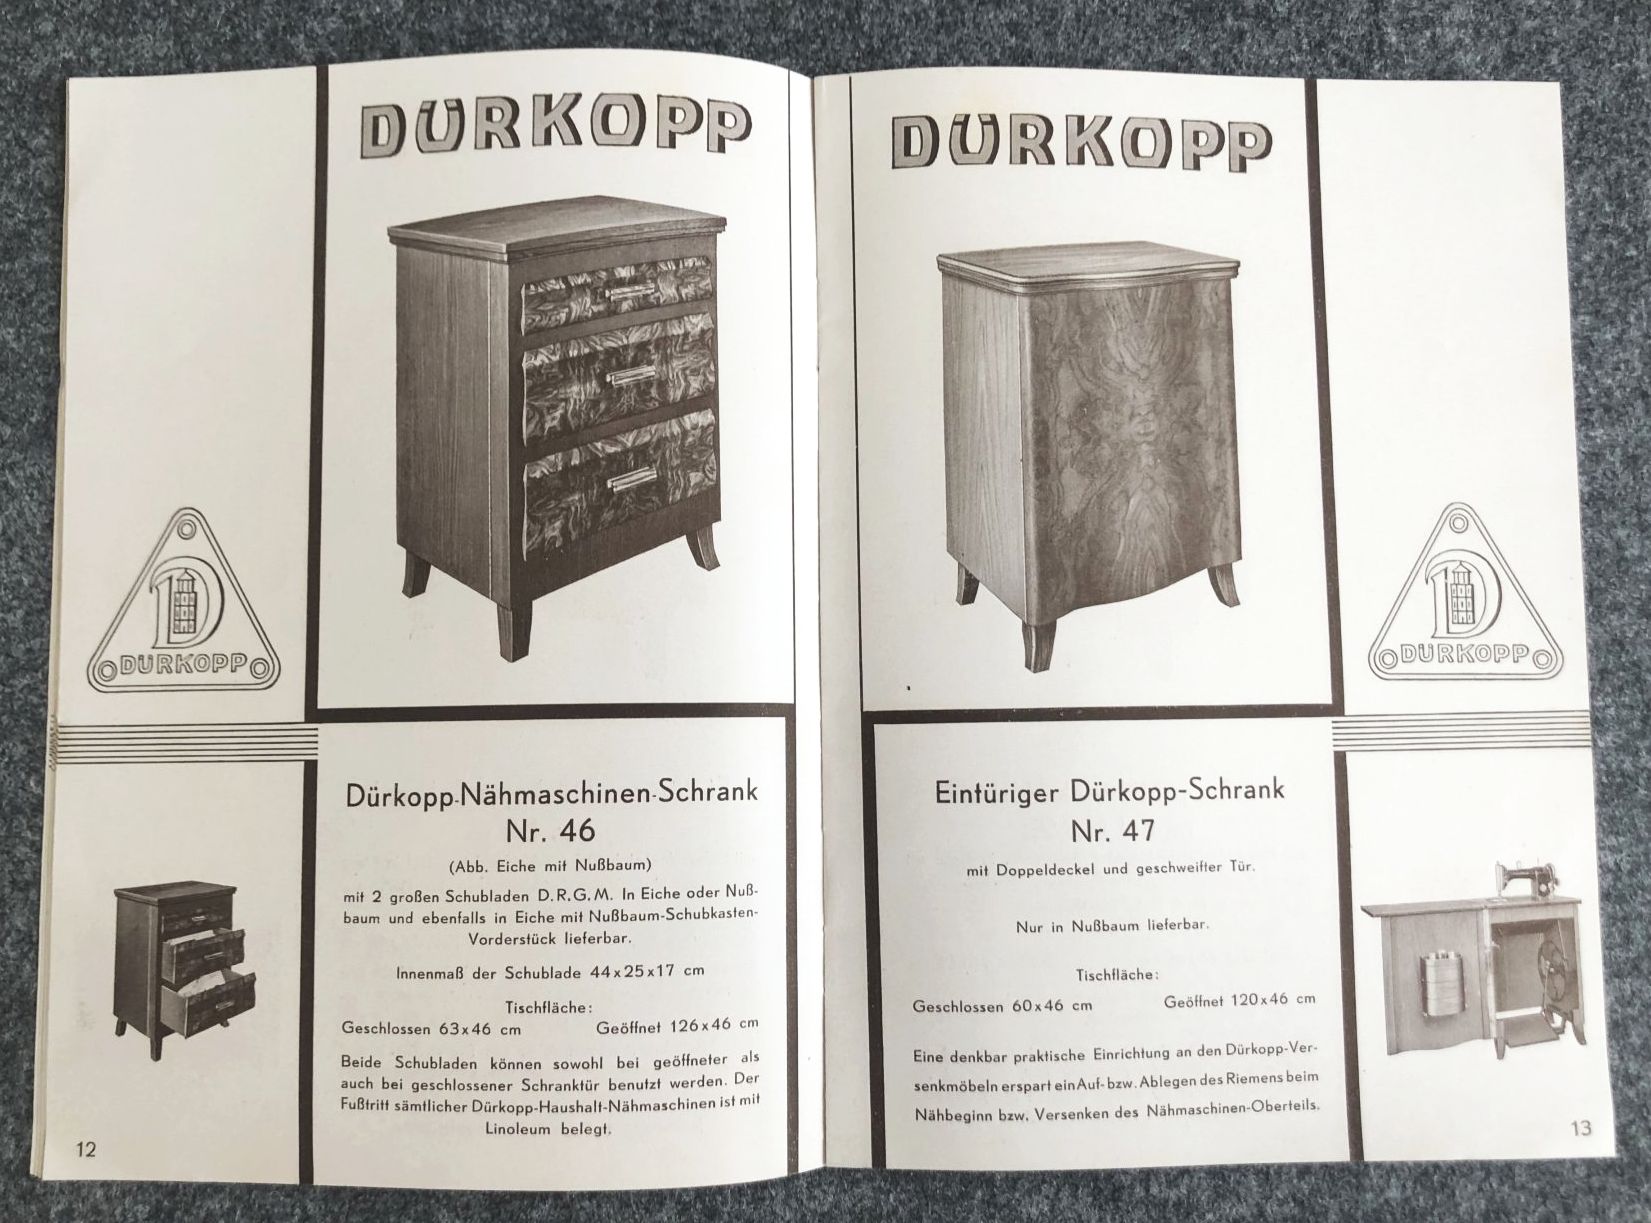 DÜRKOPP
DÜRKOPP
Dürkopp-Nähmaschinen-Schrank
Nr. 46
(Abb. Eiche mit Nußbaum)
mit 2 großen Schubladen D.R.G.M. In Eiche oder Nuß-
baum und ebenfalls in Eiche mit Nußbaum-Schubkasten-
Vorderstück lieferbar.
Innenmaß der Schublade 44x25x17 cm
Tischfläche:
Geschlossen 63x46 cm Geöffnet 126x46 cm
Beide Schubladen können sowohl bei geöffneter als
auch bei geschlossener Schranktür benutzt werden. Der
Fußtritt sämtlicher Dürkopp-Haushalt-Nähmaschinen ist mit
Linoleum belegt.
12
DÜRKOPP
DÜRKOPP
Eintüriger Dürkopp-Schrank
Nr. 47
mit Doppeldeckel und geschweifter Tür.
Nur in Nußbaum lieferbar.
Tischfläche:
Geschlossen 60x46 cm Geöffnet 120x46 cm
Eine denkbar praktische Einrichtung an den Dürkopp-Ver-
senkmöbeln erspart ein Auf- bzw. Ablegen des Riemens beim
Nähbeginn bzw. Versenken des Nähmaschinen-Oberteils.
13